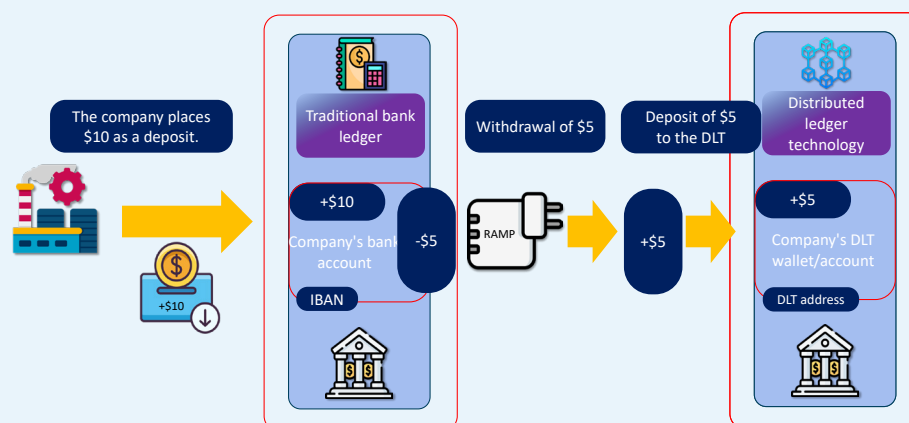 The company places
$10 as a deposit.
+$10
Traditional bank
ledger
+$10
Company's bank
account
-$5
IBAN
Withdrawal of $5
RAMP
Deposit of $5
to the DLT
+$5
Distributed
ledger
technology
+$5
Company's DLT
wallet/account
DLT address